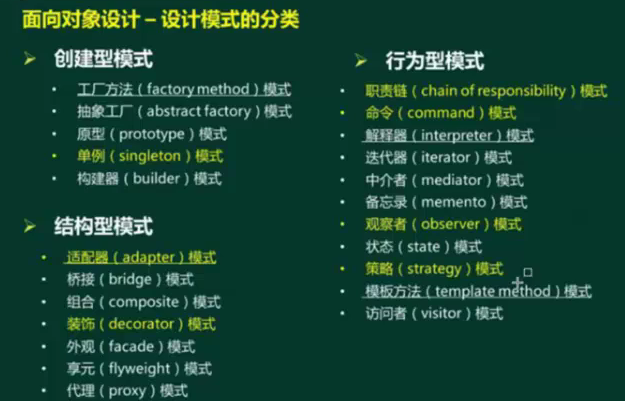 面向对象设计 – 设计模式的分类
创建型模式
工厂方法（factory method）模式
抽象工厂（abstract factory）模式
原型（prototype）模式
单例（singleton）模式
构建器（builder）模式
结构型模式
适配器（adapter）模式
桥接（bridge）模式
组合（composite）模式
装饰（decorator）模式
外观（facade）模式
享元（flyweight）模式
代理（proxy）模式
行为型模式
职责链（chain of responsibility）模式
命令（command）模式
解释器（interpreter）模式
迭代器（iterator）模式
中介者（mediator）模式
备忘录（memento）模式
观察者（observer）模式
状态（state）模式
策略（strategy）模式
模板方法（template method）模式
访问者（visitor）模式